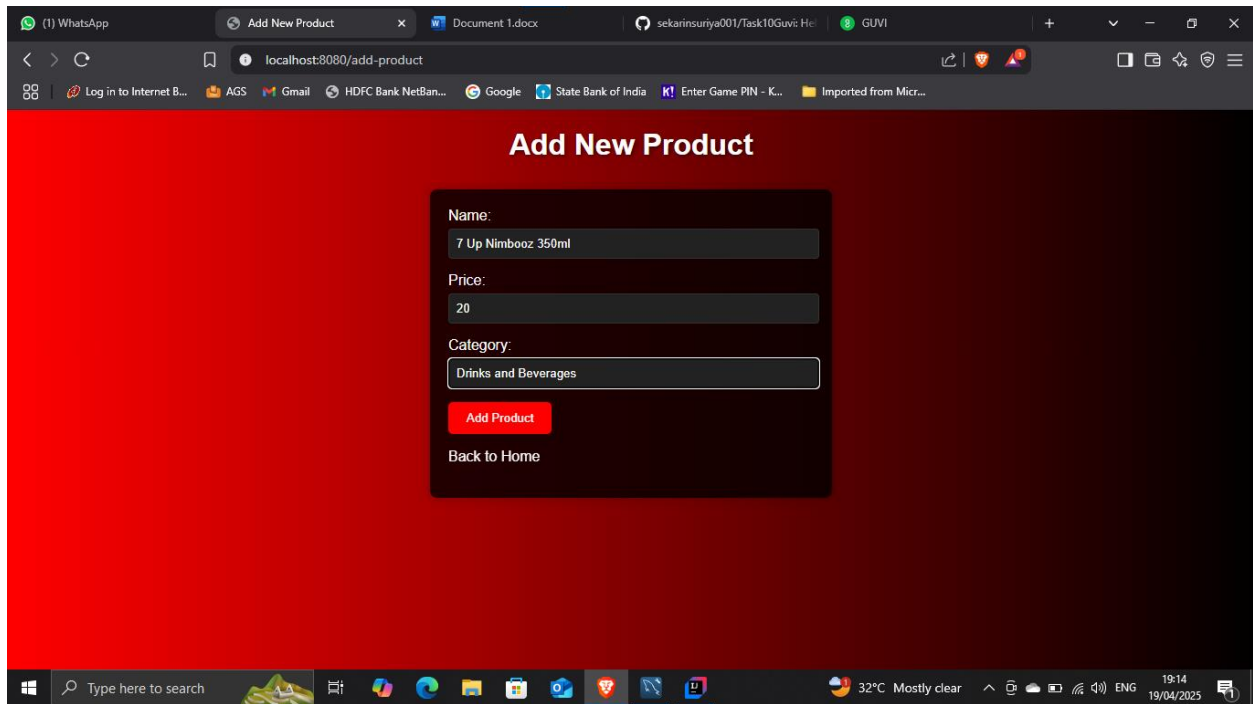 (1) WhatsApp
Add New Product
Document 1.docx
sekarinsuriya001/Task10Guvi: Hel
8 GUVI
localhost:8080/add-product
Log in to Internet B...
AGS
Gmail
HDFC Bank NetBan...
Google
State Bank of India
K! Enter Game PIN - K...
Imported from Micr...
Add New Product
Name:
7 Up Nimbooz 350ml
Price:
20
Category:
Drinks and Beverages
Add Product
Back to Home
Type here to search
32°C Mostly clear
ENG
19:14
19/04/2025